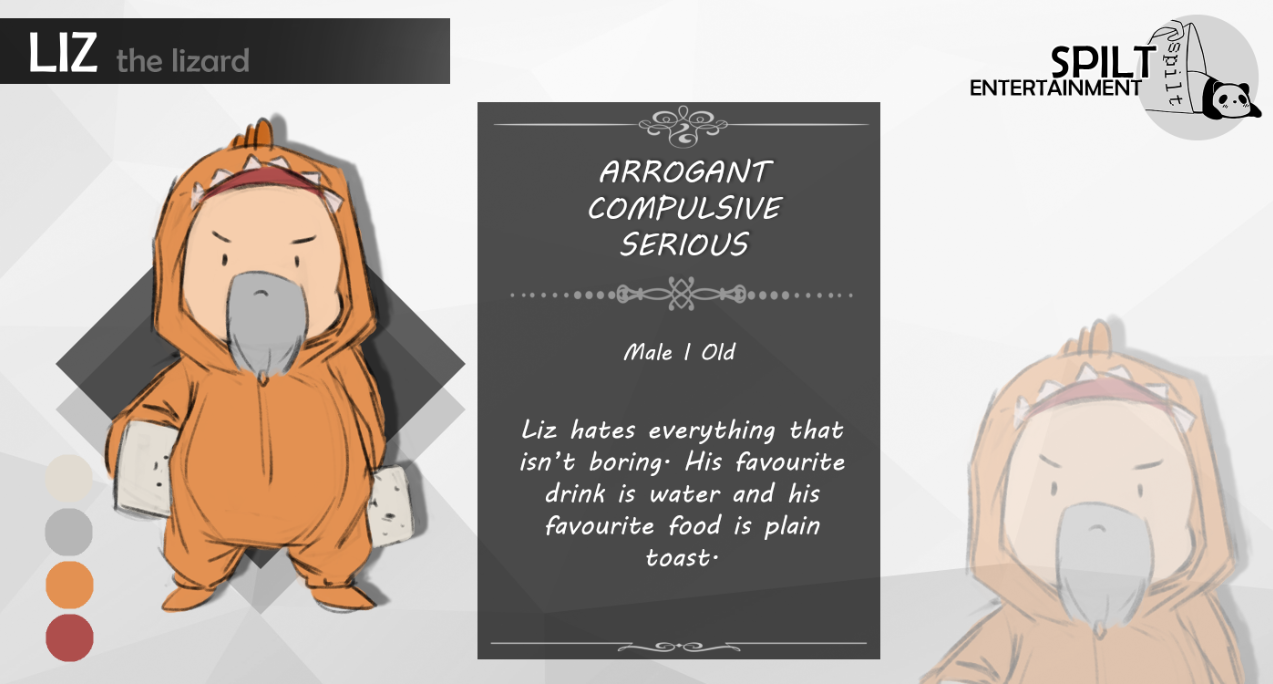 LIZ the lizard
SPILT
ENTERTAINMENT
spilt
ARROGANT
COMPULSIVE
SERIOUS
Male | Old
Liz hates everything that
isn't boring. His favourite
drink is water and his
favourite food is plain
toast.